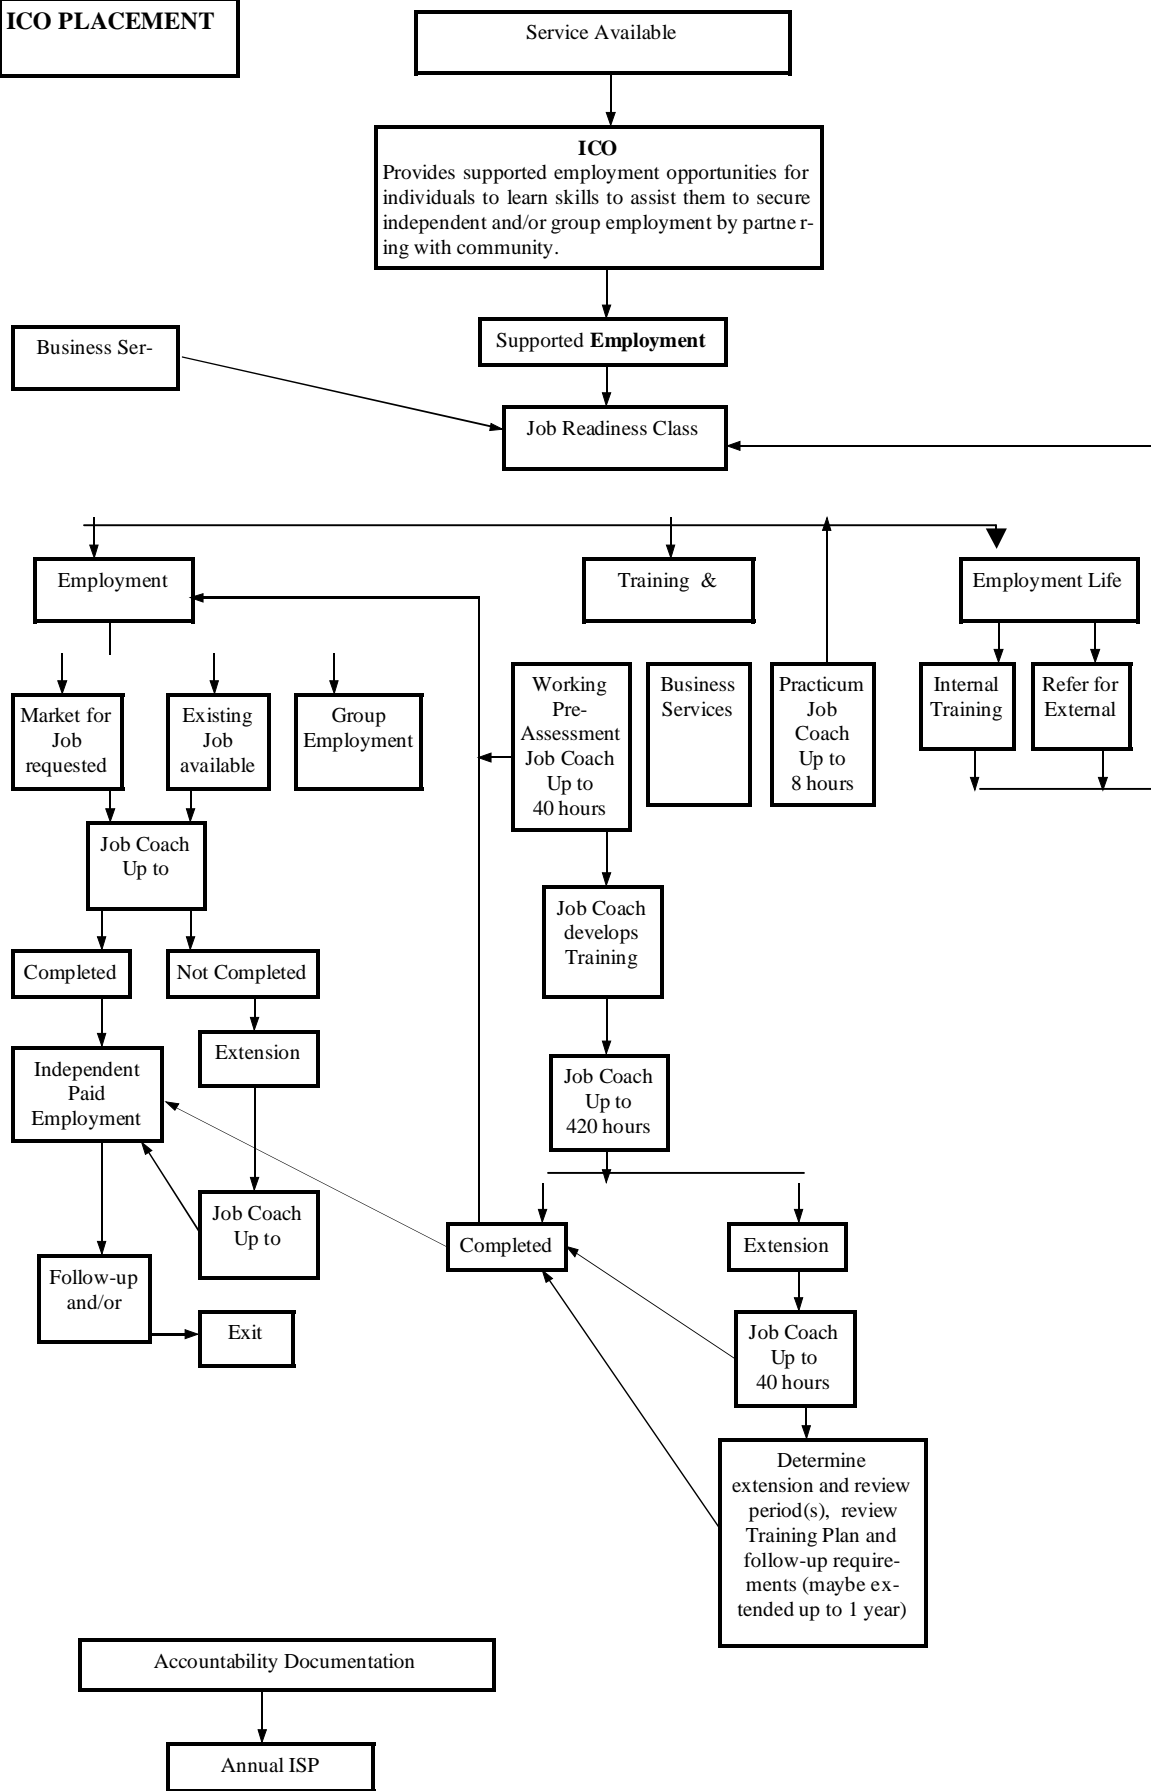 ICO PLACEMENT
Service Available
ICO
Provides supported employment opportunities for
individuals to learn skills to assist them to secure
independent and/or group employment by partne r-
ing with community.
Supported Employment
Business Ser-
Job Readiness Class
Employment
Training &
Employment Life
Market for
Job
requested
Existing
Job
available
Group
Employment
Working
Pre-
Assessment
Job Coach
Up to
40 hours
Business
Services
Practicum
Job
Coach
Up to
8 hours
Internal
Training
Refer for
External
Job Coach
Up to
Job Coach
develops
Training
Completed
Not Completed
Extension
Independent
Paid
Employment
Job Coach
Up to
420 hours
Job Coach
Up to
Completed
Extension
Follow-up
and/or
Exit
Job Coach
Up to
40 hours
Determine
extension and review
period(s), review
Training Plan and
follow-up require-
ments (maybe ex-
tended up to 1 year)
Accountability Documentation
Annual ISP